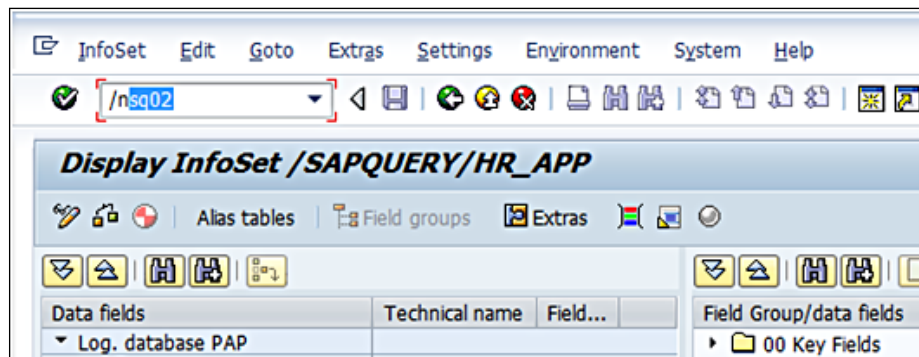 InfoSet Edit Goto Extras Settings Environment System Help
/nsq02
Display InfoSet /SAPQUERY/HR_APP
Alias tables Field groups Extras
Data fields Technical name Field... Field Group/data fields
Log. database PAP 00 Key Fields